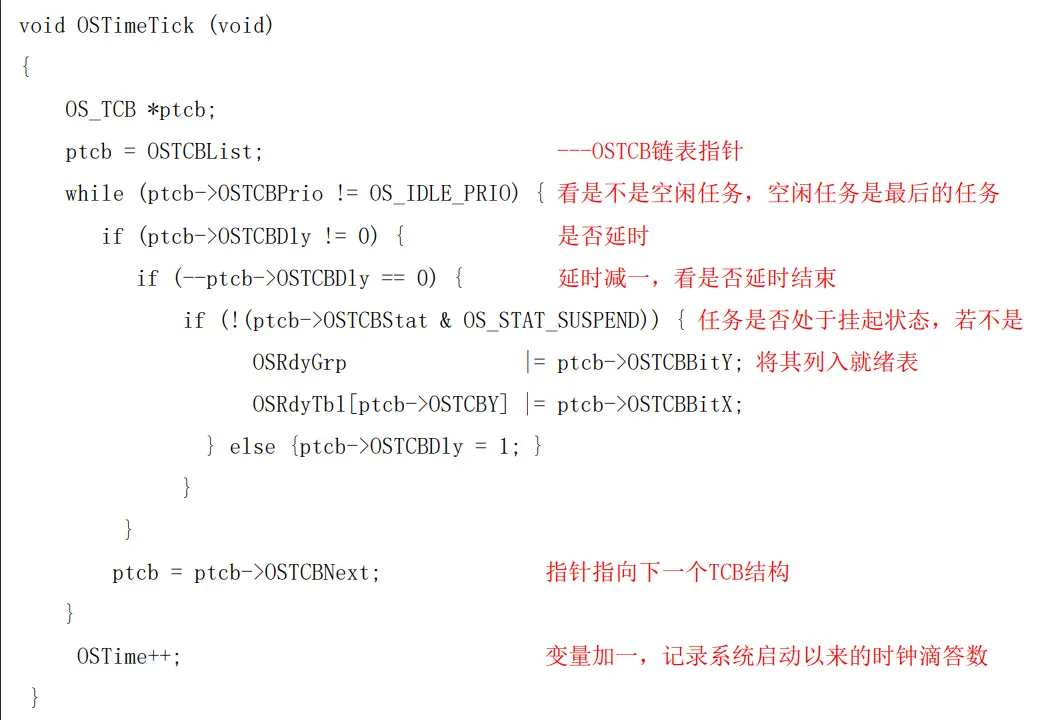 void OSTimeTick (void)
{
OS_TCB *ptcb;
ptcb = OSTCBList; ---OSTCB链表指针
while (ptcb->OSTCBPrio != OS_IDLE_PRIO) { 看是不是空闲任务，空闲任务是最后的任务
if (ptcb->OSTCBDly != 0) { 是否延时
if (--ptcb->OSTCBDly == 0) { 延时减一，看是否延时结束
if (!(ptcb->OSTCBStat & OS_STAT_SUSPEND)) { 任务是否处于挂起状态，若不是
OSRdyGrp |= ptcb->OSTCBBitY; 将其列入就绪表
OSRdyTbl[ptcb->OSTCBY] |= ptcb->OSTCBBitX;
} else {ptcb->OSTCBDly = 1; }
}
}
ptcb = ptcb->OSTCBNext; 指针指向下一个TCB结构
}
OSTime++; 变量加一，记录系统启动以来的时钟滴答数
}